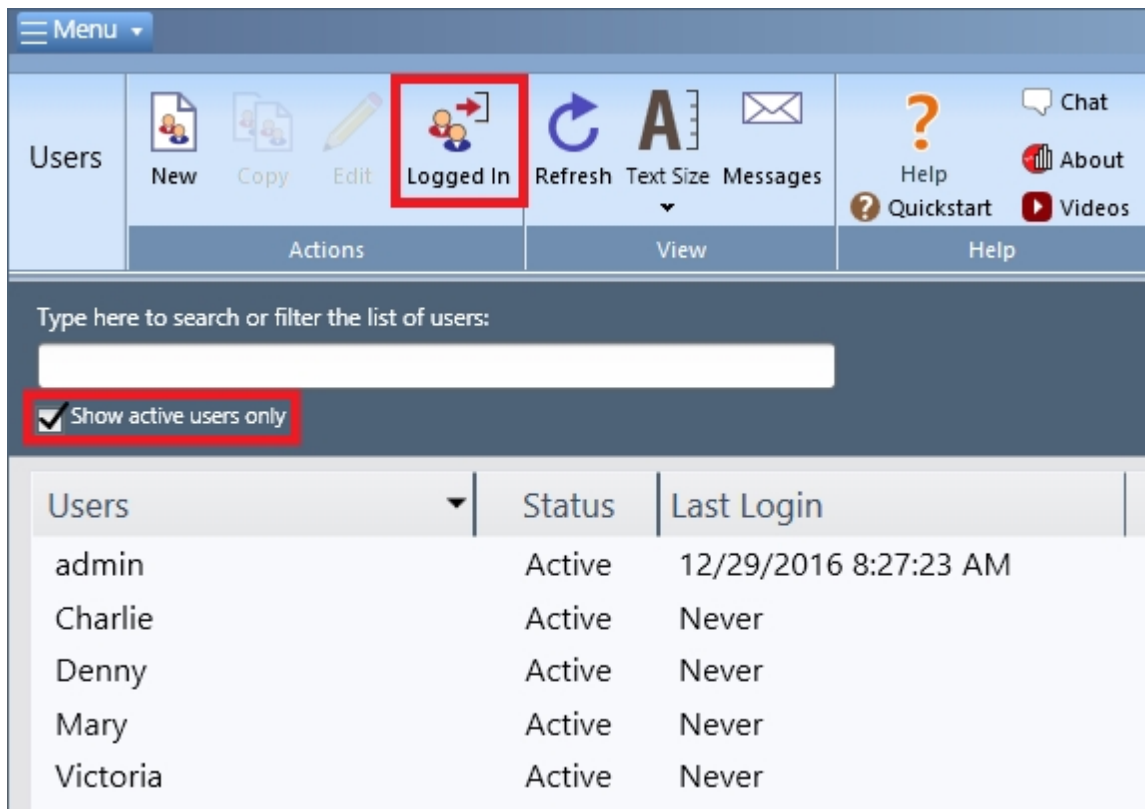 Menu
Users
New Copy Edit Logged In Refresh Text Size Messages
Help
Quickstart
Chat
About
Videos
Actions View Help
Type here to search or filter the list of users:
Show active users only
Users Status Last Login
admin Active 12/29/2016 8:27:23 AM
Charlie Active Never
Denny Active Never
Mary Active Never
Victoria Active Never